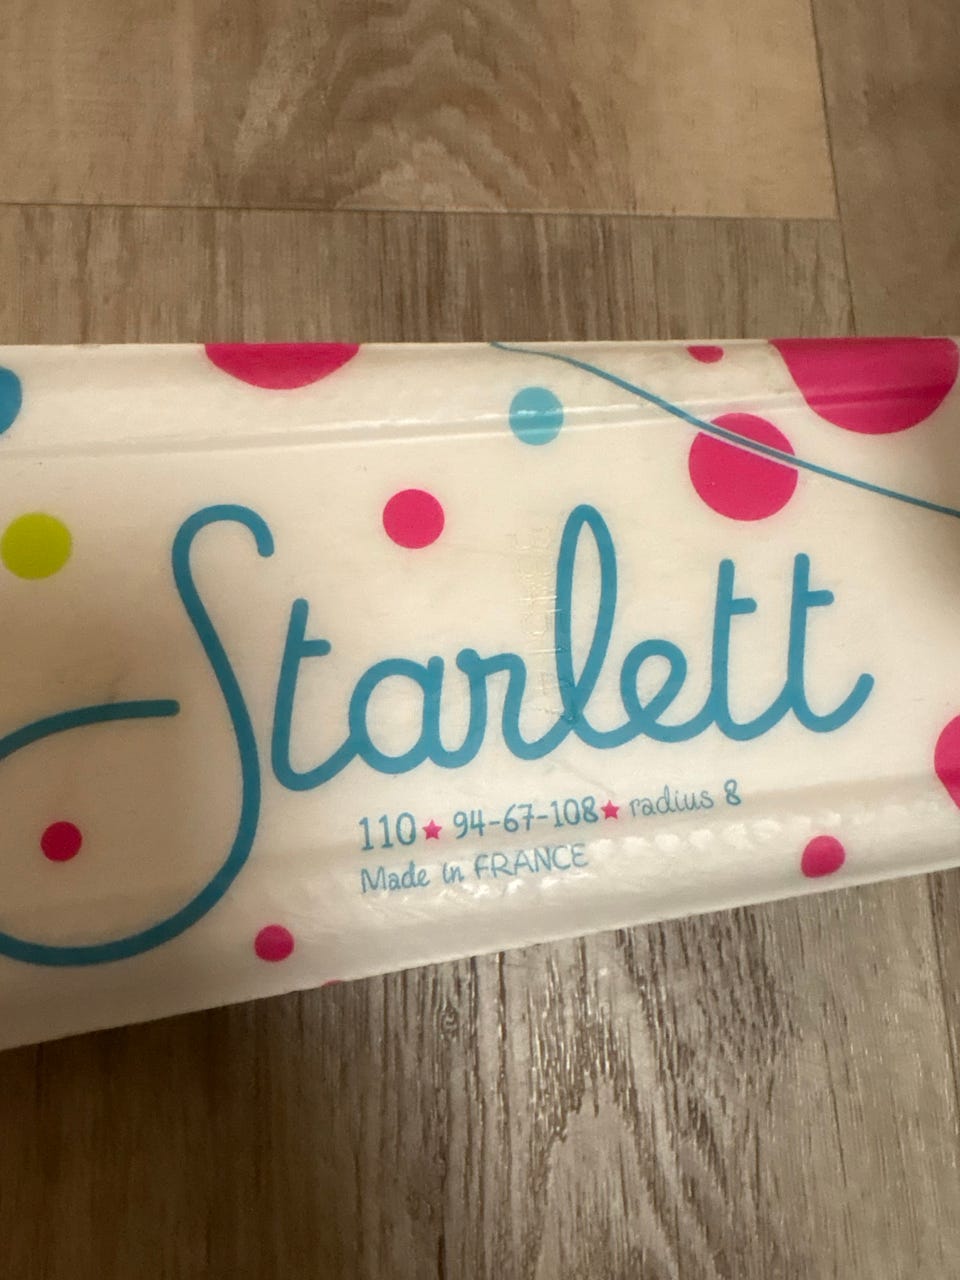 Starlett
110★ 94-67-108★ radius 8
Made in FRANCE